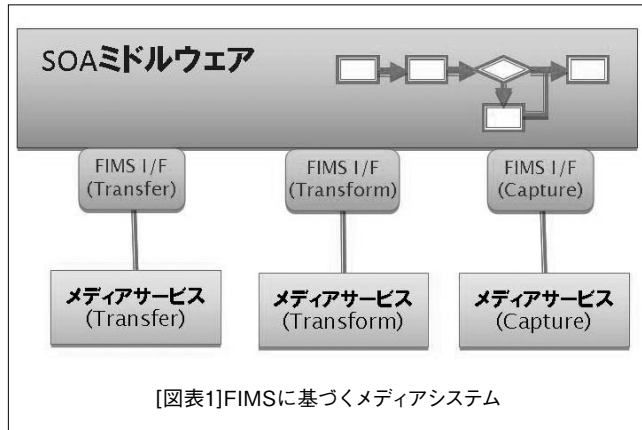 SOAミドルウェア
FIMS I/F
(Transfer)
FIMS I/F
(Transform)
FIMS I/F
(Capture)
メディアサービス
(Transfer)
メディアサービス
(Transform)
メディアサービス
(Capture)
[図表1]FIMSに基づくメディアシステム